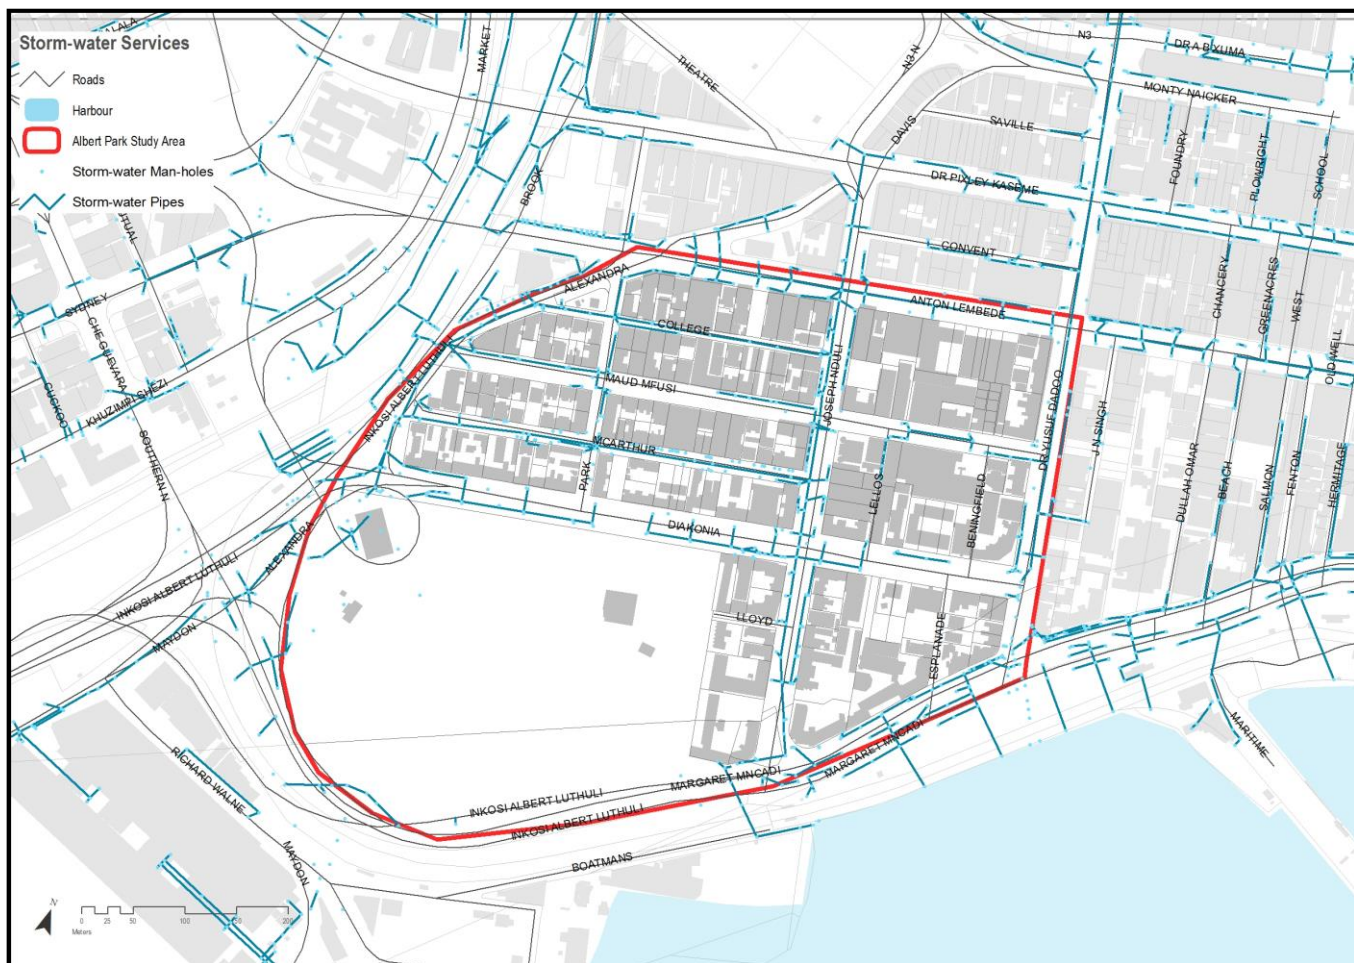 Storm-water Services
Roads
Harbour
Albert Park Study Area
Storm-water Man-holes
Storm-water Pipes
MARKET
THEATRE
N3 N
N3
DR A B XUMA
MONTY NAICKER
DAVIS
SAVILLE
FOUNDRY
PLOWRIGHT
SCHOOL
BROOK
DR PIXLEY KASEME
CONVENT
ALEXANDRA
ANTON LEMBEDE
CHANCERY
GREENACRES
WEST
OLD WELL
SYDNEY
CHE GUEVARA
CUCKOO
KHUZIMPI SHEZI
SOUTHERN N
INKOSI ALBERT LUTHULI
COLLEGE
MAUD MFUSI
MCARTHUR
PARK
JOSEPH NDULI
LELLOS
BENINGFIELD
DR YUSUF DADOO
J N SINGH
DULLAH OMAR
BEACH
SALMON
FENTON
HERMITAGE
DIAKONIA
ALEXANDRA
INKOSI ALBERT LUTHULI
MAYDON
LLOYD
ESPLANADE
MARGARET MNCADI
MARGARET MNCADI
INKOSI ALBERT LUTHULI
INKOSI ALBERT LUTHULI
MARITIME
RICHARD WALNE
MAYDON
BOATMANS
N
0 25 50 100
Meters